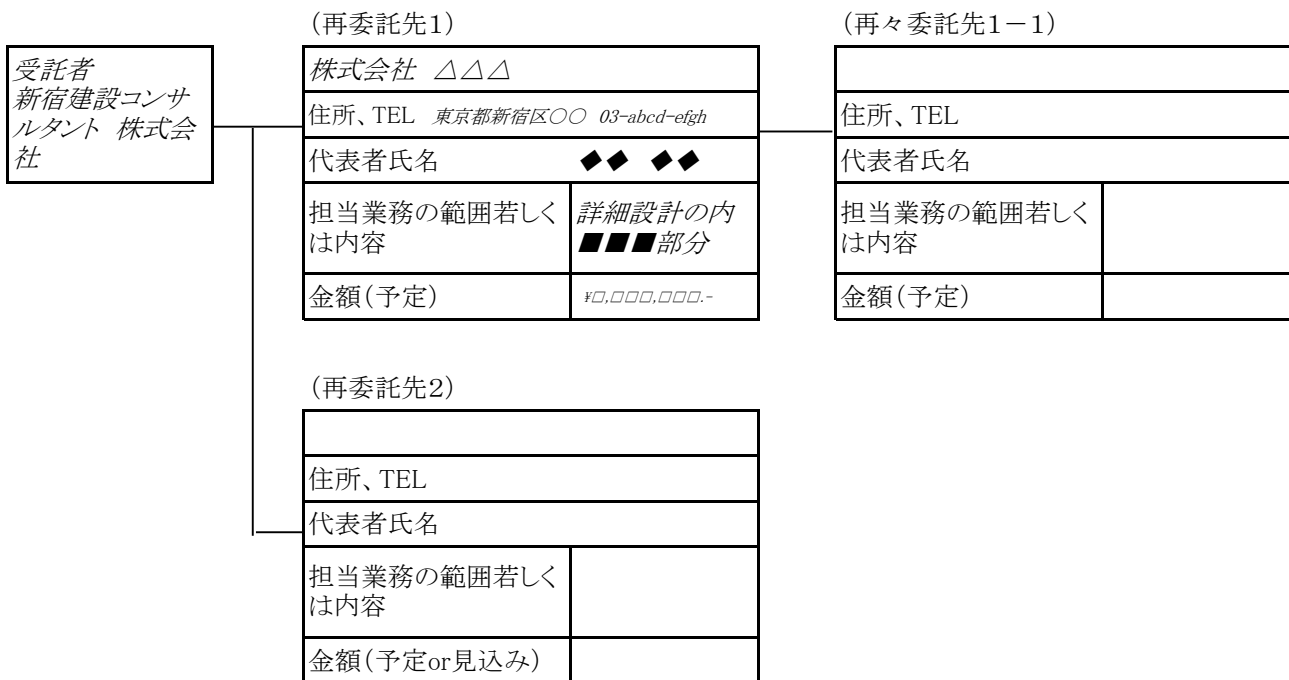 (再委託先1)
(再々委託先1-1)
受託者
新宿建設コンサ
ルタント 株式会
社
株式会社 △△△
住所、TEL 東京都新宿区○○ 03-abcd-efgh
代表者氏名 ◆◆ ◆◆
担当業務の範囲若しく
は内容
詳細設計の内
■■■部分
金額(予定) ¥□,□□□,□□□.-
住所、TEL
代表者氏名
担当業務の範囲若しく
は内容
金額(予定)
(再委託先2)
住所、TEL
代表者氏名
担当業務の範囲若しく
は内容
金額(予定or見込み)